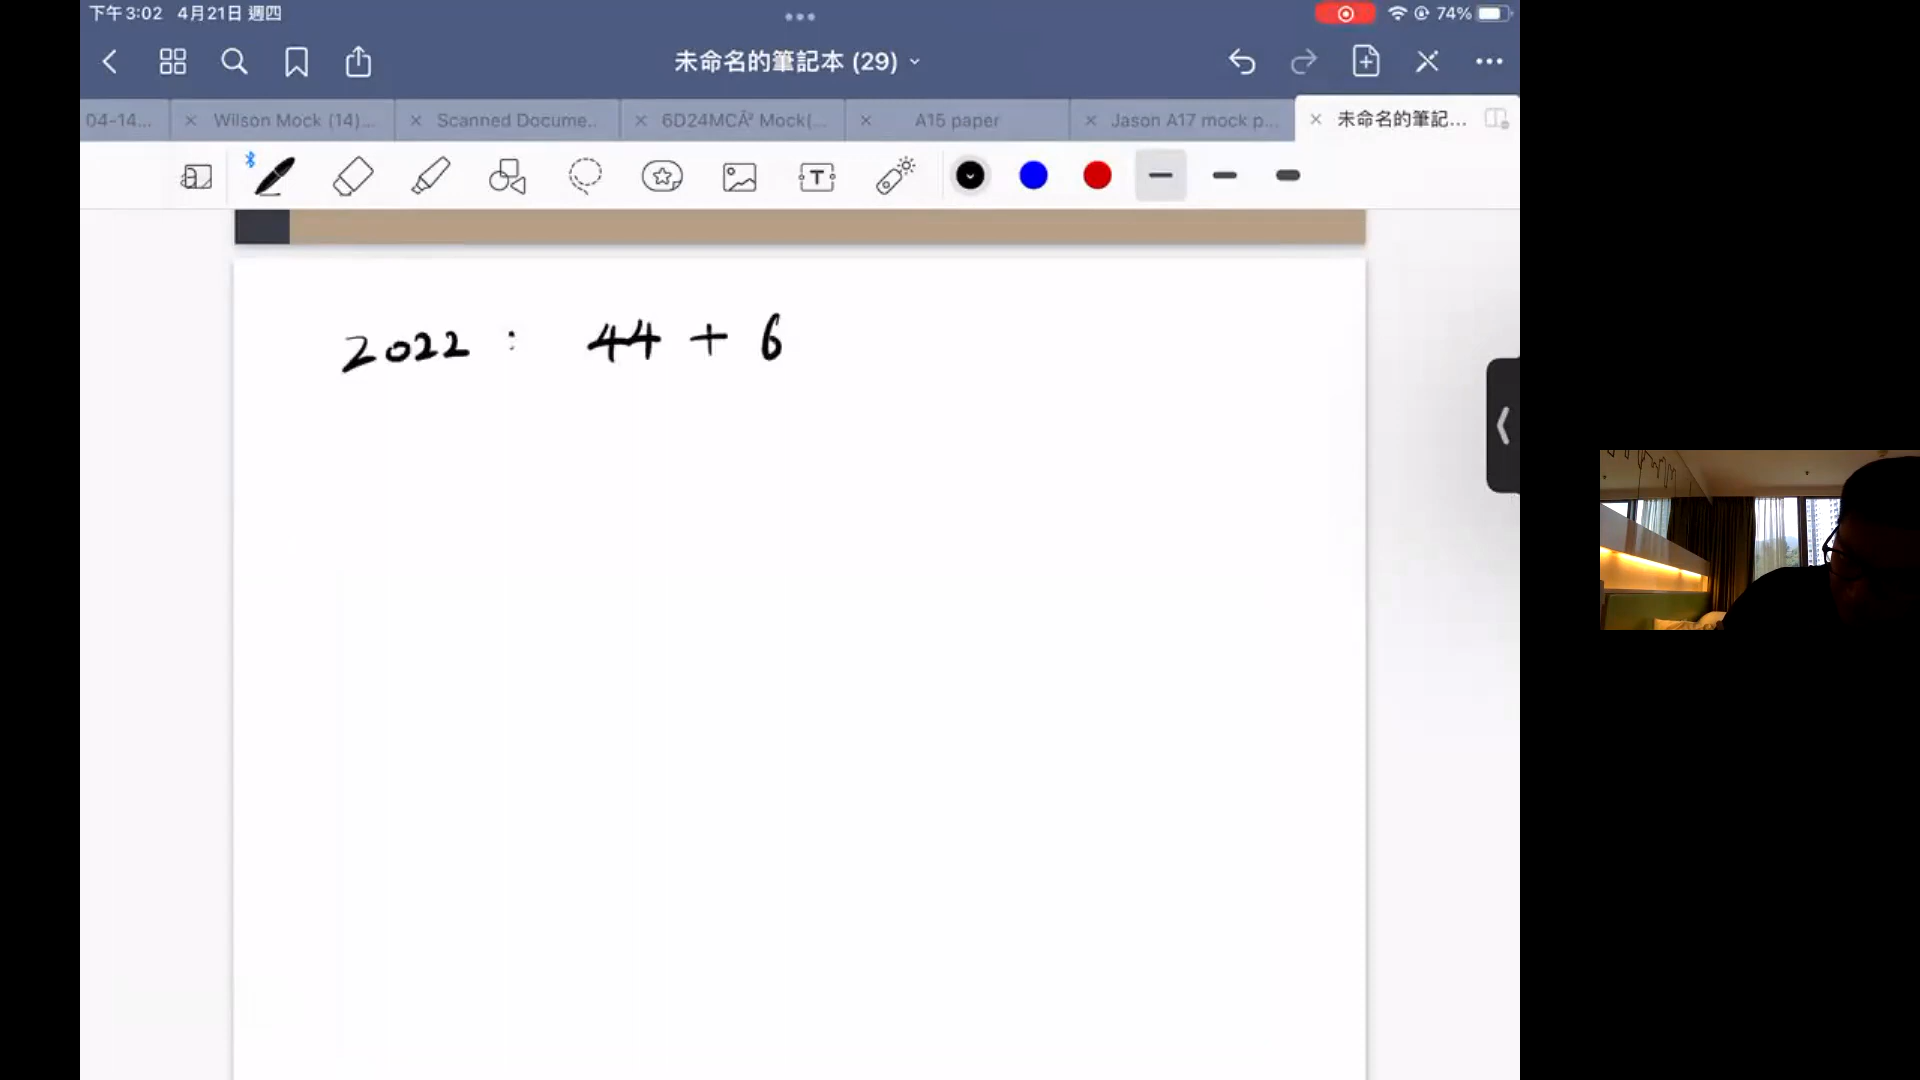 下午3:02 4月21日 週四
74%
未命名的筆記本 (29)
04-14...
Wilson Mock (14)...
Scanned Docume..
6D24MCÂ² Mock(...
A15 paper
Jason A17 mock p...
未命名的筆記...
T
2022 : 44 + 6